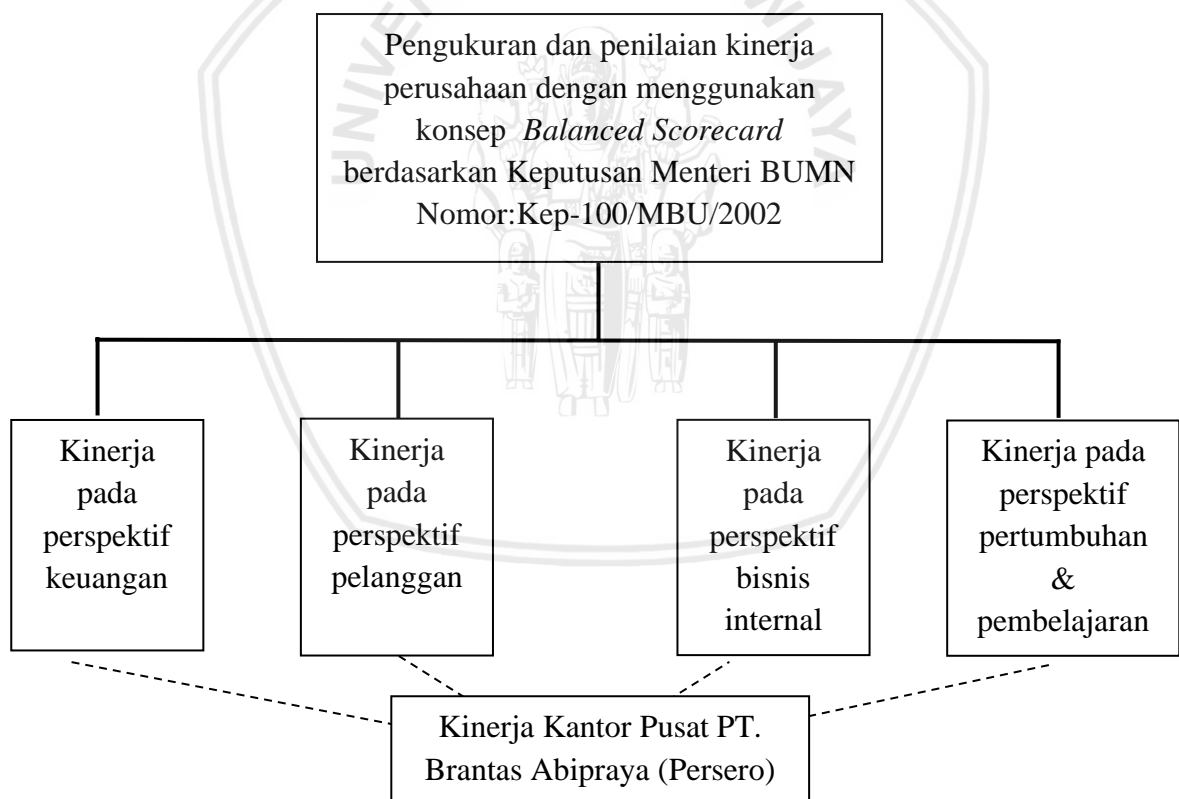 UNIVER
WIJAYA
Pengukuran dan penilaian kinerja
perusahaan dengan menggunakan
konsep Balanced Scorecard
berdasarkan Keputusan Menteri BUMN
Nomor:Kep-100/MBU/2002
Kinerja
pada
perspektif
keuangan
Kinerja
pada
perspektif
pelanggan
Kinerja
pada
perspektif
bisnis
internal
Kinerja pada
perspektif
pertumbuhan
&
pembelajaran
Kinerja Kantor Pusat PT.
Brantas Abipraya (Persero)